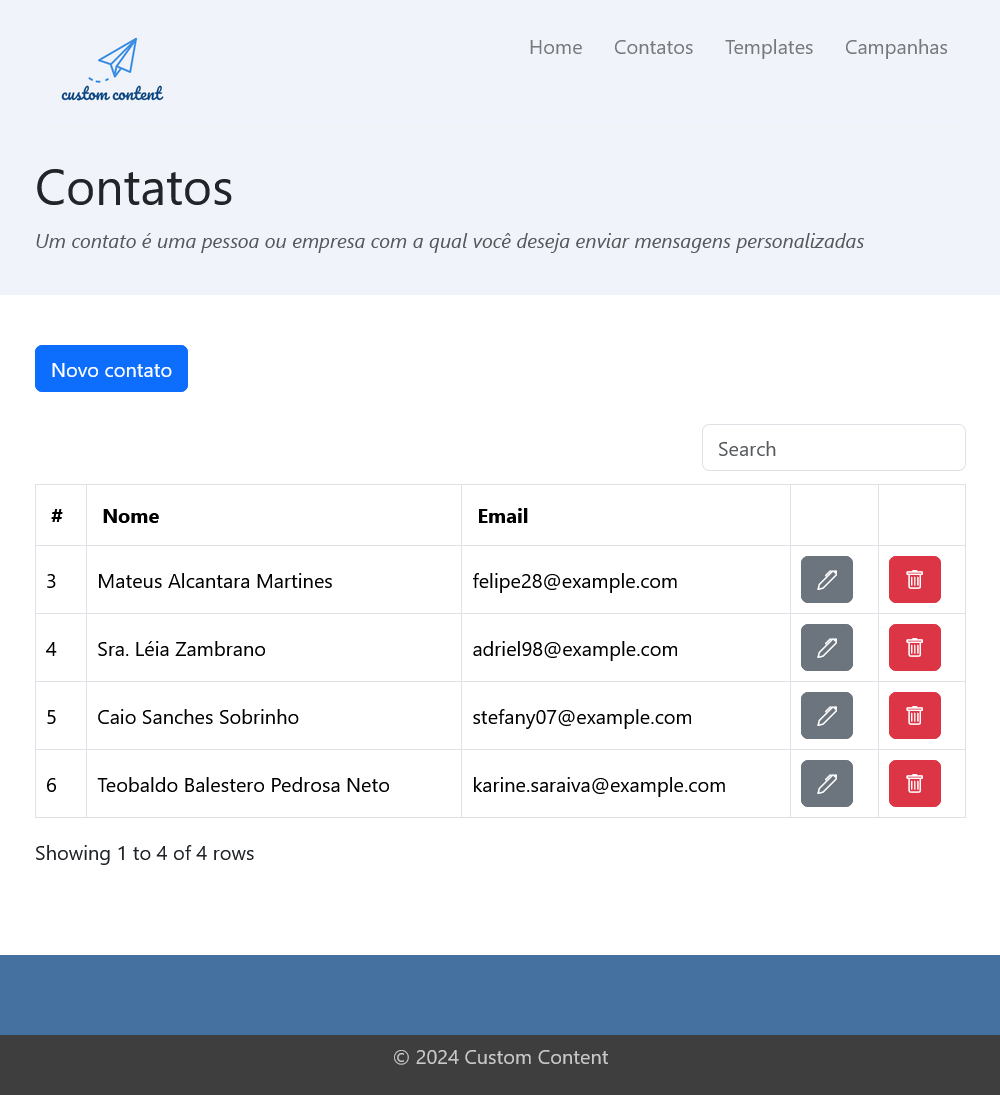 custom content
Home Contatos Templates Campanhas
Contatos
Um contato é uma pessoa ou empresa com a qual você deseja enviar mensagens personalizadas
Novo contato
Search
# Nome Email
3 Mateus Alcantara Martines felipe28@example.com
4 Sra. Léia Zambrano adriel98@example.com
5 Caio Sanches Sobrinho stefany07@example.com
6 Teobaldo Balestero Pedrosa Neto karine.saraiva@example.com
Showing 1 to 4 of 4 rows
© 2024 Custom Content